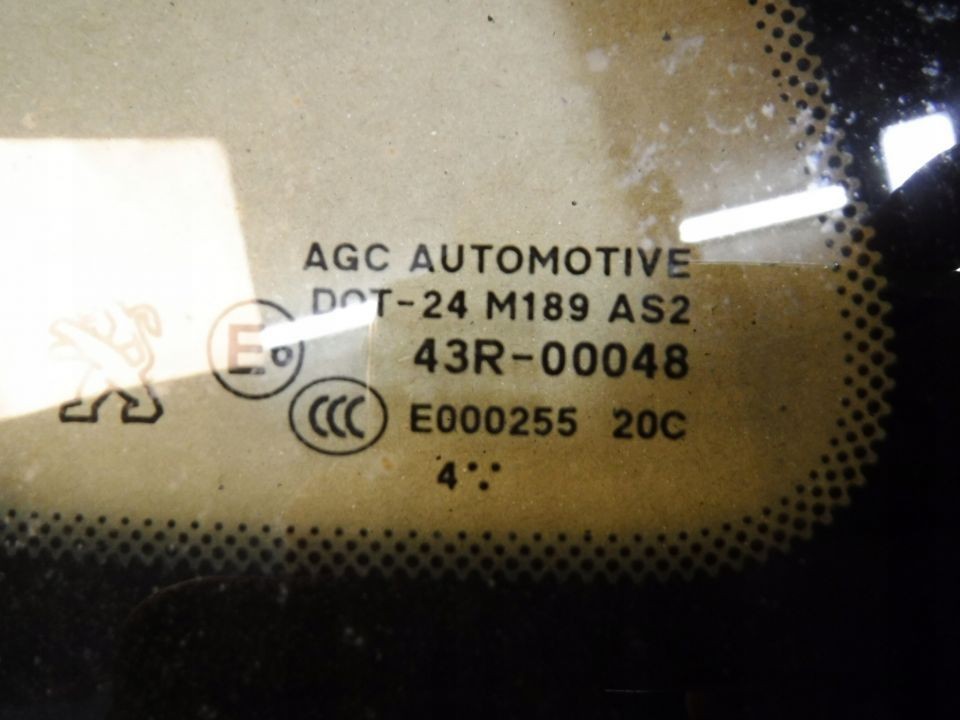 AGC AUTOMOTIVE
DOT-24 M189 AS2
E6 43R-00048
CCC E000255 20C
4